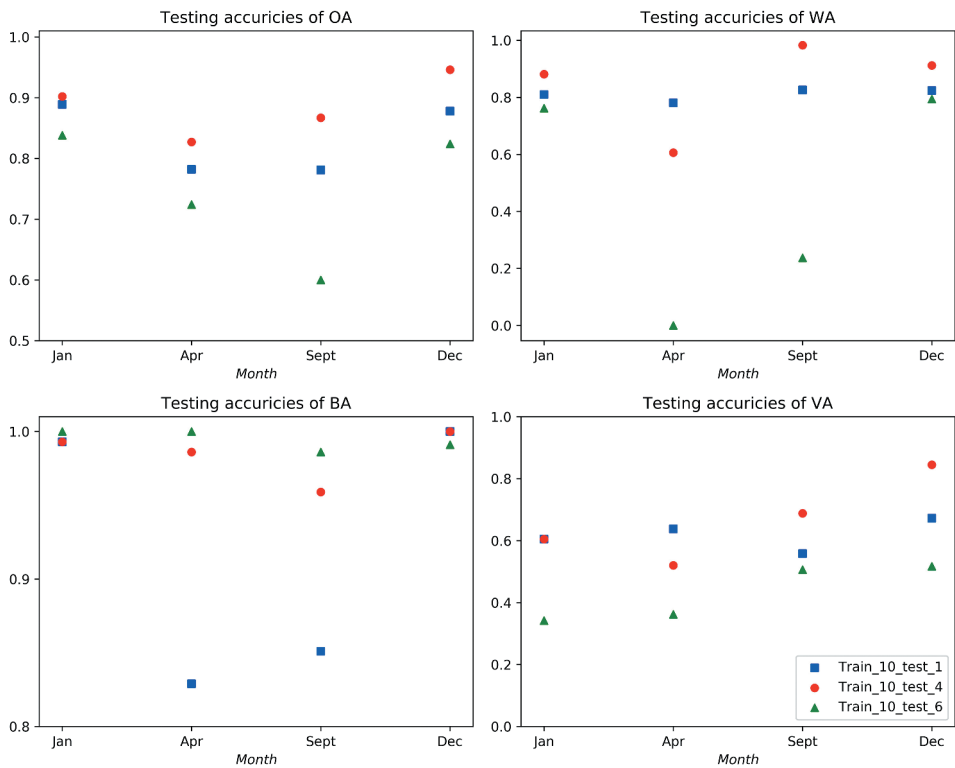 Testing accuricies of OA
1.0
0.9
0.8
0.7
0.6
0.5
Jan Apr Sept Dec
Month
Testing accuricies of WA
1.0
0.8
0.6
0.4
0.2
0.0
Jan Apr Sept Dec
Month
Testing accuricies of BA
1.0
0.9
0.8
Jan Apr Sept Dec
Month
Testing accuricies of VA
1.0
0.8
0.6
0.4
0.2
0.0
Train_10_test_1
Train_10_test_4
Train_10_test_6
Jan Apr Sept Dec
Month